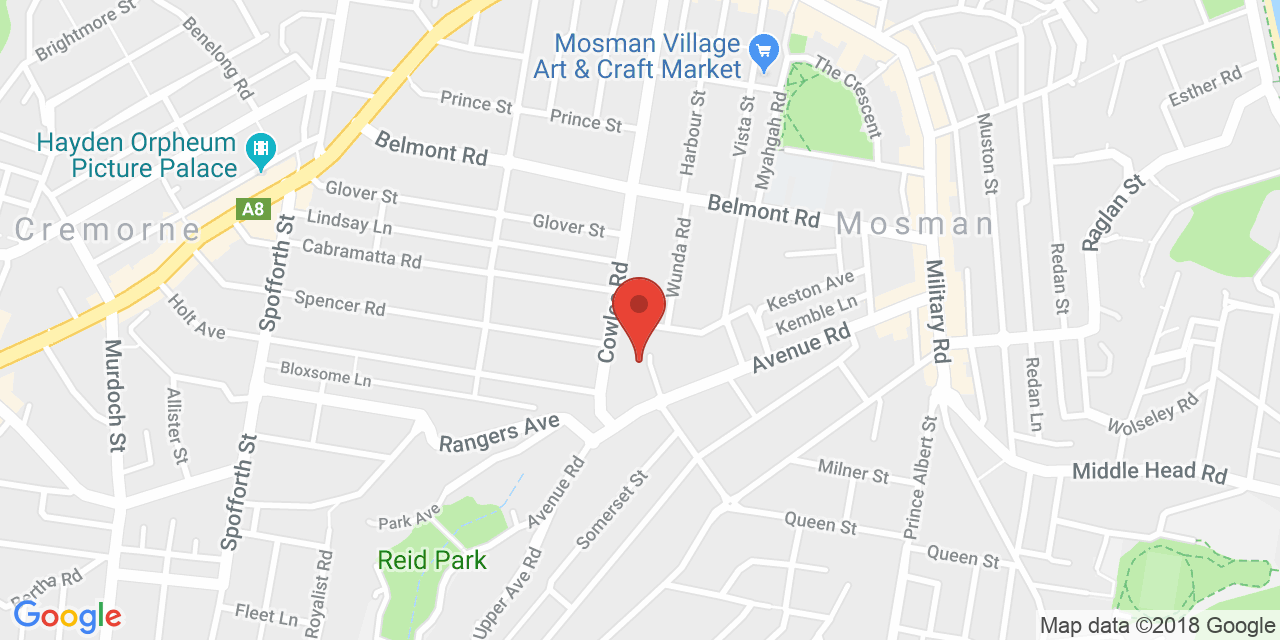 Brightmore St
Benelong Rd
Mosman Village
Art & Craft Market
The Crescent
Esther Rd
Prince St
Prince St
Harbour St
Vista St
Myahgah Rd
Muston St
Hayden Orpheum
Picture Palace
Belmont Rd
Belmont Rd
Raglan St
Glover St
Glover St
A8
Lindsay Ln
Cremorne
Mosman
Cabramatta Rd
Wunda Rd
Redan St
Spofforth St
Spencer Rd
Keston Ave
Kemble Ln
Military Rd
Holt Ave
Avenue Rd
Murdoch St
Bloxsome Ln
Redan Ln
Wolseley Rd
Allister St
Rangers Ave
Spofforth St
Prince Albert St
Milner St
Middle Head Rd
Avenue Rd
Somerset St
Park Ave
Queen St
Queen St
Reid Park
Royalist Rd
Upper Ave Rd
Fleet Ln
Google
Map data ©2018 Google